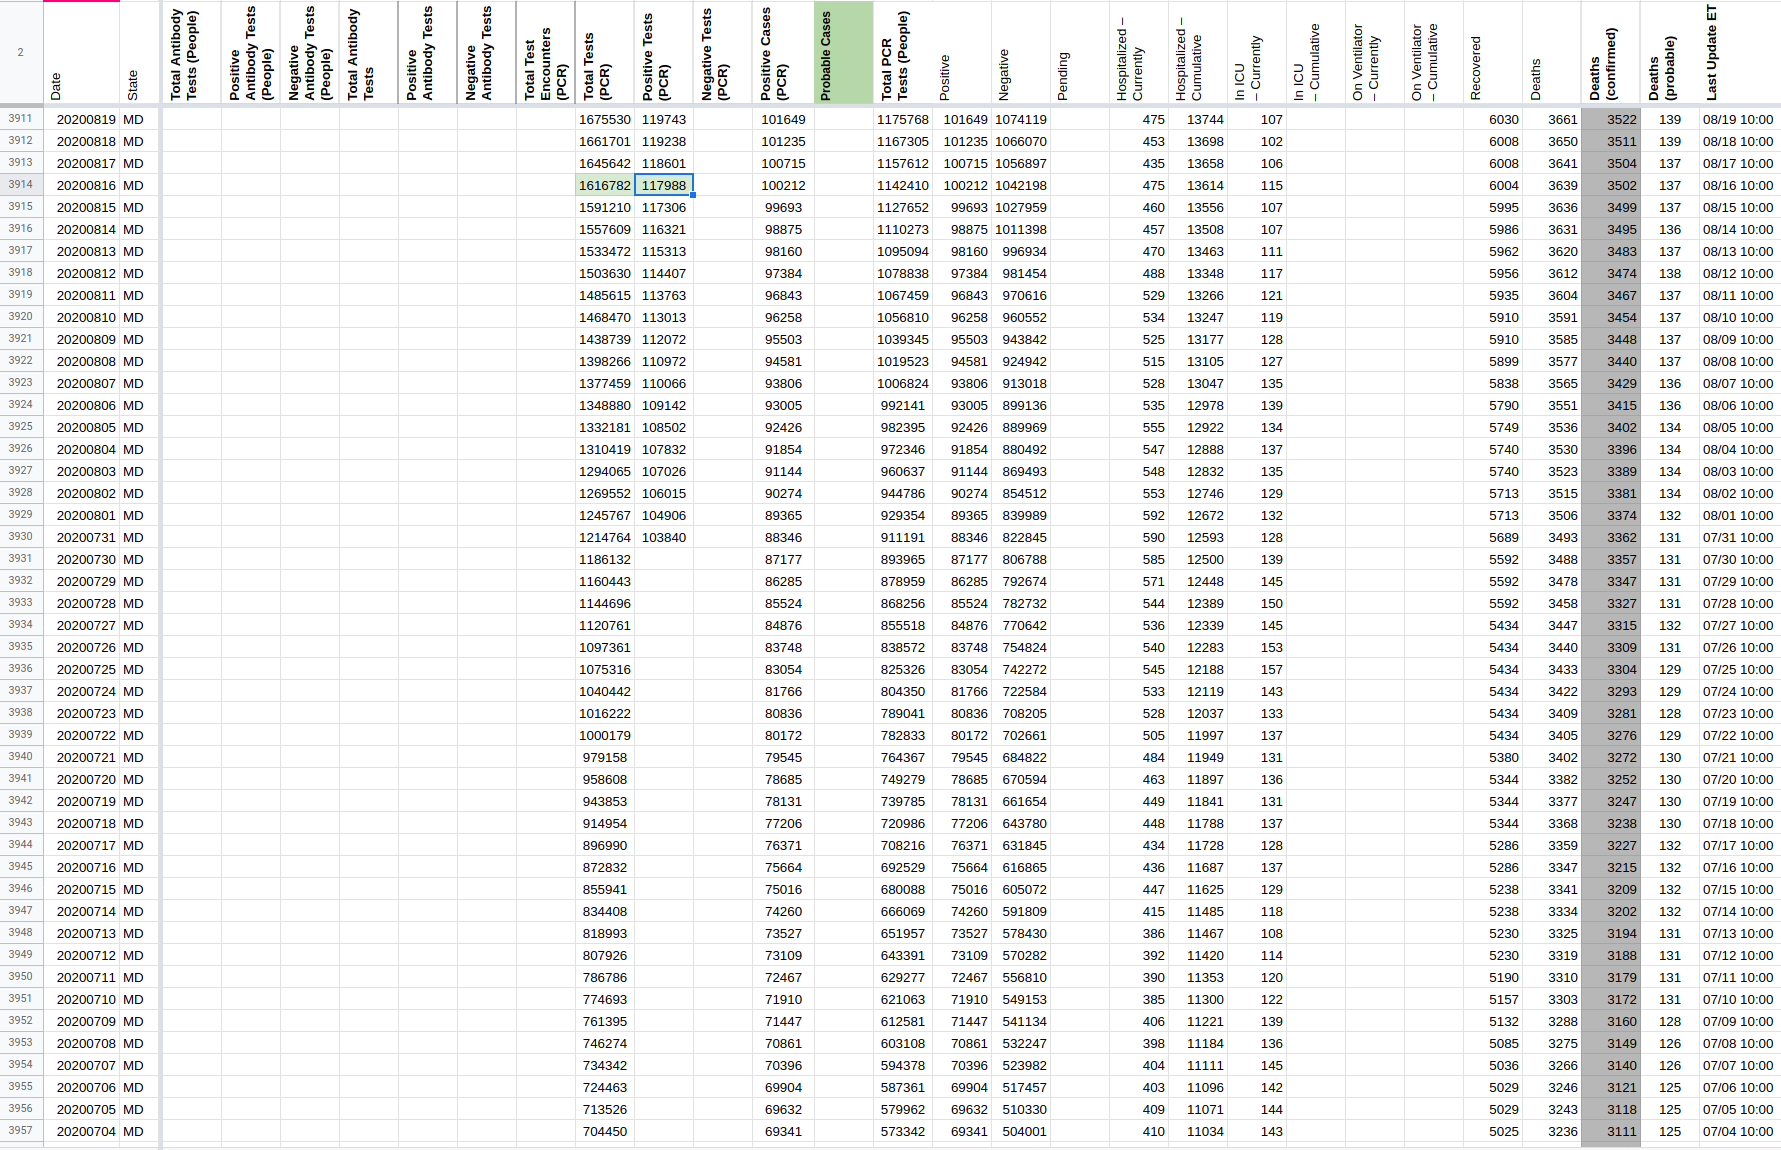 2 Date State Total Antibody Tests (People) Positive Antibody Tests (People) Negative Antibody Tests (People) Total Antibody Tests Positive Antibody Tests Negative Antibody Tests Total Test Encounters (PCR) Total Tests (PCR) Positive Tests (PCR) Negative Tests (PCR) Positive Cases (PCR) Probable Cases Total PCR Tests (People) Positive Negative Pending Hospitalized – Currently Hospitalized – Cumulative In ICU – Currently In ICU – Cumulative On Ventilator – Currently On Ventilator – Cumulative Recovered Deaths Deaths (confirmed) Deaths (probable) Last Update ET
3911 20200819 MD 1675530 119743 101649 1175768 101649 1074119 475 13744 107 6030 3661 3522 139 08/19 10:00
3912 20200818 MD 1661701 119238 101235 1167305 101235 1066070 453 13698 102 6008 3650 3511 139 08/18 10:00
3913 20200817 MD 1645642 118601 100715 1157612 100715 1056897 435 13658 106 6008 3641 3504 137 08/17 10:00
3914 20200816 MD 1616782 117988 100212 1142410 100212 1042198 475 13614 115 6004 3639 3502 137 08/16 10:00
3915 20200815 MD 1591210 117306 99693 1127652 99693 1027959 460 13556 107 5995 3636 3499 137 08/15 10:00
3916 20200814 MD 1557609 116321 98875 1110273 98875 1011398 457 13508 107 5986 3631 3495 136 08/14 10:00
3917 20200813 MD 1533472 115313 98160 1095094 98160 996934 470 13463 111 5962 3620 3483 137 08/13 10:00
3918 20200812 MD 1503630 114407 97384 1078838 97384 981454 488 13348 117 5956 3612 3474 138 08/12 10:00
3919 20200811 MD 1485615 113763 96843 1067459 96843 970616 529 13266 121 5935 3604 3467 137 08/11 10:00
3920 20200810 MD 1468470 113013 96258 1056810 96258 960552 534 13247 119 5910 3591 3454 137 08/10 10:00
3921 20200809 MD 1438739 112072 95503 1039345 95503 943842 525 13177 128 5910 3585 3448 137 08/09 10:00
3922 20200808 MD 1398266 110972 94581 1019523 94581 924942 515 13105 127 5899 3577 3440 137 08/08 10:00
3923 20200807 MD 1377459 110066 93806 1006824 93806 913018 528 13047 135 5838 3565 3429 136 08/07 10:00
3924 20200806 MD 1348880 109142 93005 992141 93005 899136 535 12978 139 5790 3551 3415 136 08/06 10:00
3925 20200805 MD 1332181 108502 92426 982395 92426 889969 555 12922 134 5749 3536 3402 134 08/05 10:00
3926 20200804 MD 1310419 107832 91854 972346 91854 880492 547 12888 137 5740 3530 3396 134 08/04 10:00
3927 20200803 MD 1294065 107026 91144 960637 91144 869493 548 12832 135 5740 3523 3389 134 08/03 10:00
3928 20200802 MD 1269552 106015 90274 944786 90274 854512 553 12746 129 5713 3515 3381 134 08/02 10:00
3929 20200801 MD 1245767 104906 89365 929354 89365 839989 592 12672 132 5713 3506 3374 132 08/01 10:00
3930 20200731 MD 1214764 103840 88346 911191 88346 822845 590 12593 128 5689 3493 3362 131 07/31 10:00
3931 20200730 MD 1186132 87177 893965 87177 806788 585 12500 139 5592 3488 3357 131 07/30 10:00
3932 20200729 MD 1160443 86285 878959 86285 792674 571 12448 145 5592 3478 3347 131 07/29 10:00
3933 20200728 MD 1144696 85524 868256 85524 782732 544 12389 150 5592 3458 3327 131 07/28 10:00
3934 20200727 MD 1120761 84876 855518 84876 770642 536 12339 145 5434 3447 3315 132 07/27 10:00
3935 20200726 MD 1097361 83748 838572 83748 754824 540 12283 153 5434 3440 3309 131 07/26 10:00
3936 20200725 MD 1075316 83054 825326 83054 742272 545 12188 157 5434 3433 3304 129 07/25 10:00
3937 20200724 MD 1040442 81766 804350 81766 722584 533 12119 143 5434 3422 3293 129 07/24 10:00
3938 20200723 MD 1016222 80836 789041 80836 708205 528 12037 133 5434 3409 3281 128 07/23 10:00
3939 20200722 MD 1000179 80172 782833 80172 702661 505 11997 137 5434 3405 3276 129 07/22 10:00
3940 20200721 MD 979158 79545 764367 79545 684822 484 11949 131 5380 3402 3272 130 07/21 10:00
3941 20200720 MD 958608 78685 749279 78685 670594 463 11897 136 5344 3382 3252 130 07/20 10:00
3942 20200719 MD 943853 78131 739785 78131 661654 449 11841 131 5344 3377 3247 130 07/19 10:00
3943 20200718 MD 914954 77206 720986 77206 643780 448 11788 137 5344 3368 3238 130 07/18 10:00
3944 20200717 MD 896990 76371 708216 76371 631845 434 11728 128 5286 3359 3227 132 07/17 10:00
3945 20200716 MD 872832 75664 692529 75664 616865 436 11687 137 5286 3347 3215 132 07/16 10:00
3946 20200715 MD 855941 75016 680088 75016 605072 447 11625 129 5238 3341 3209 132 07/15 10:00
3947 20200714 MD 834408 74260 666069 74260 591809 415 11485 118 5238 3334 3202 132 07/14 10:00
3948 20200713 MD 818993 73527 651957 73527 578430 386 11467 108 5230 3325 3194 131 07/13 10:00
3949 20200712 MD 807926 73109 643391 73109 570282 392 11420 114 5230 3319 3188 131 07/12 10:00
3950 20200711 MD 786786 72467 629277 72467 556810 390 11353 120 5190 3310 3179 131 07/11 10:00
3951 20200710 MD 774693 71910 621063 71910 549153 385 11300 122 5157 3303 3172 131 07/10 10:00
3952 20200709 MD 761395 71447 612581 71447 541134 406 11221 139 5132 3288 3160 128 07/09 10:00
3953 20200708 MD 746274 70861 603108 70861 532247 398 11184 136 5085 3275 3149 126 07/08 10:00
3954 20200707 MD 734342 70396 594378 70396 523982 404 11111 145 5036 3266 3140 126 07/07 10:00
3955 20200706 MD 724463 69904 587361 69904 517457 403 11096 142 5029 3246 3121 125 07/06 10:00
3956 20200705 MD 713526 69632 579962 69632 510330 409 11071 144 5029 3243 3118 125 07/05 10:00
3957 20200704 MD 704450 69341 573342 69341 504001 410 11034 143 5025 3236 3111 125 07/04 10:00